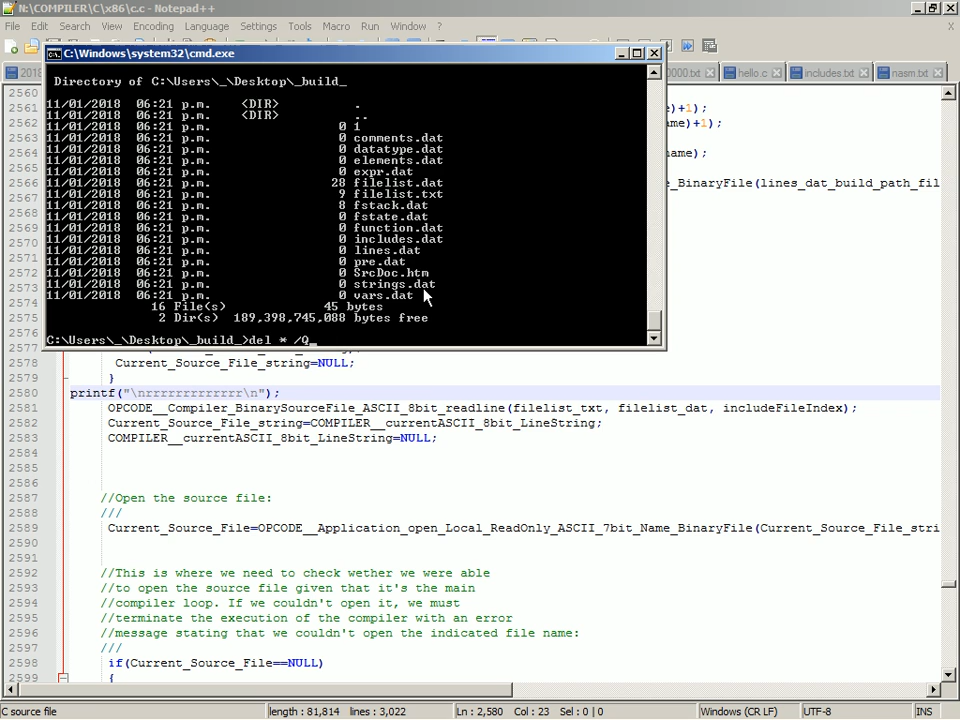 N:\COMPILER\C\x86\c.c - Notepad++
File Edit Search View Encoding Language Settings Tools Macro Run Window ?
2018
0000.txt hello.c includes.txt nasm.txt
C:\Windows\system32\cmd.exe
Directory of C:\Users\_\Desktop\_build_
11/01/2018 06:21 p.m. <DIR> .
11/01/2018 06:21 p.m. <DIR> ..
11/01/2018 06:21 p.m. 0 1
11/01/2018 06:21 p.m. 0 comments.dat
11/01/2018 06:21 p.m. 0 datatype.dat
11/01/2018 06:21 p.m. 0 elements.dat
11/01/2018 06:21 p.m. 0 expr.dat
11/01/2018 06:21 p.m. 28 filelist.dat
11/01/2018 06:21 p.m. 9 filelist.txt
11/01/2018 06:21 p.m. 8 fstack.dat
11/01/2018 06:21 p.m. 0 fstate.dat
11/01/2018 06:21 p.m. 0 function.dat
11/01/2018 06:21 p.m. 0 includes.dat
11/01/2018 06:21 p.m. 0 lines.dat
11/01/2018 06:21 p.m. 0 pre.dat
11/01/2018 06:21 p.m. 0 SrcDoc.htm
11/01/2018 06:21 p.m. 0 strings.dat
11/01/2018 06:21 p.m. 0 vars.dat
16 File(s) 45 bytes
2 Dir(s) 189,398,745,088 bytes free
C:\Users\_\Desktop\_build_>del * /Q_
2560
2561 e)+1);
2562 ame)+1);
2563
2564 name);
2565
2566 e_BinaryFile(lines_dat_build_path_fil
2567
2568
2569
2570
2571
2572
2573
2574
2575
2576
2577
2578 Current_Source_File_string=NULL;
2579 }
2580 printf("\nrrrrrrrrrrrrrr\n");
2581 OPCODE__Compiler_BinarySourceFile_ASCII_8bit_readline(filelist_txt, filelist_dat, includeFileIndex);
2582 Current_Source_File_string=COMPILER__currentASCII_8bit_LineString;
2583 COMPILER__currentASCII_8bit_LineString=NULL;
2584
2585
2586
2587 //Open the source file:
2588 ///
2589 Current_Source_File=OPCODE__Application_open_Local_ReadOnly_ASCII_7bit_Name_BinaryFile(Current_Source_File_stri
2590
2591
2592 //This is where we need to check wether we were able
2593 //to open the source file given that it's the main
2594 //compiler loop. If we couldn't open it, we must
2595 //terminate the execution of the compiler with an error
2596 //message stating that we couldn't open the indicated file name:
2597 ///
2598 if(Current_Source_File==NULL)
2599 {
C source file length : 81,814 lines : 3,022 Ln : 2,580 Col : 23 Sel : 0 | 0 Windows (CR LF) UTF-8 INS